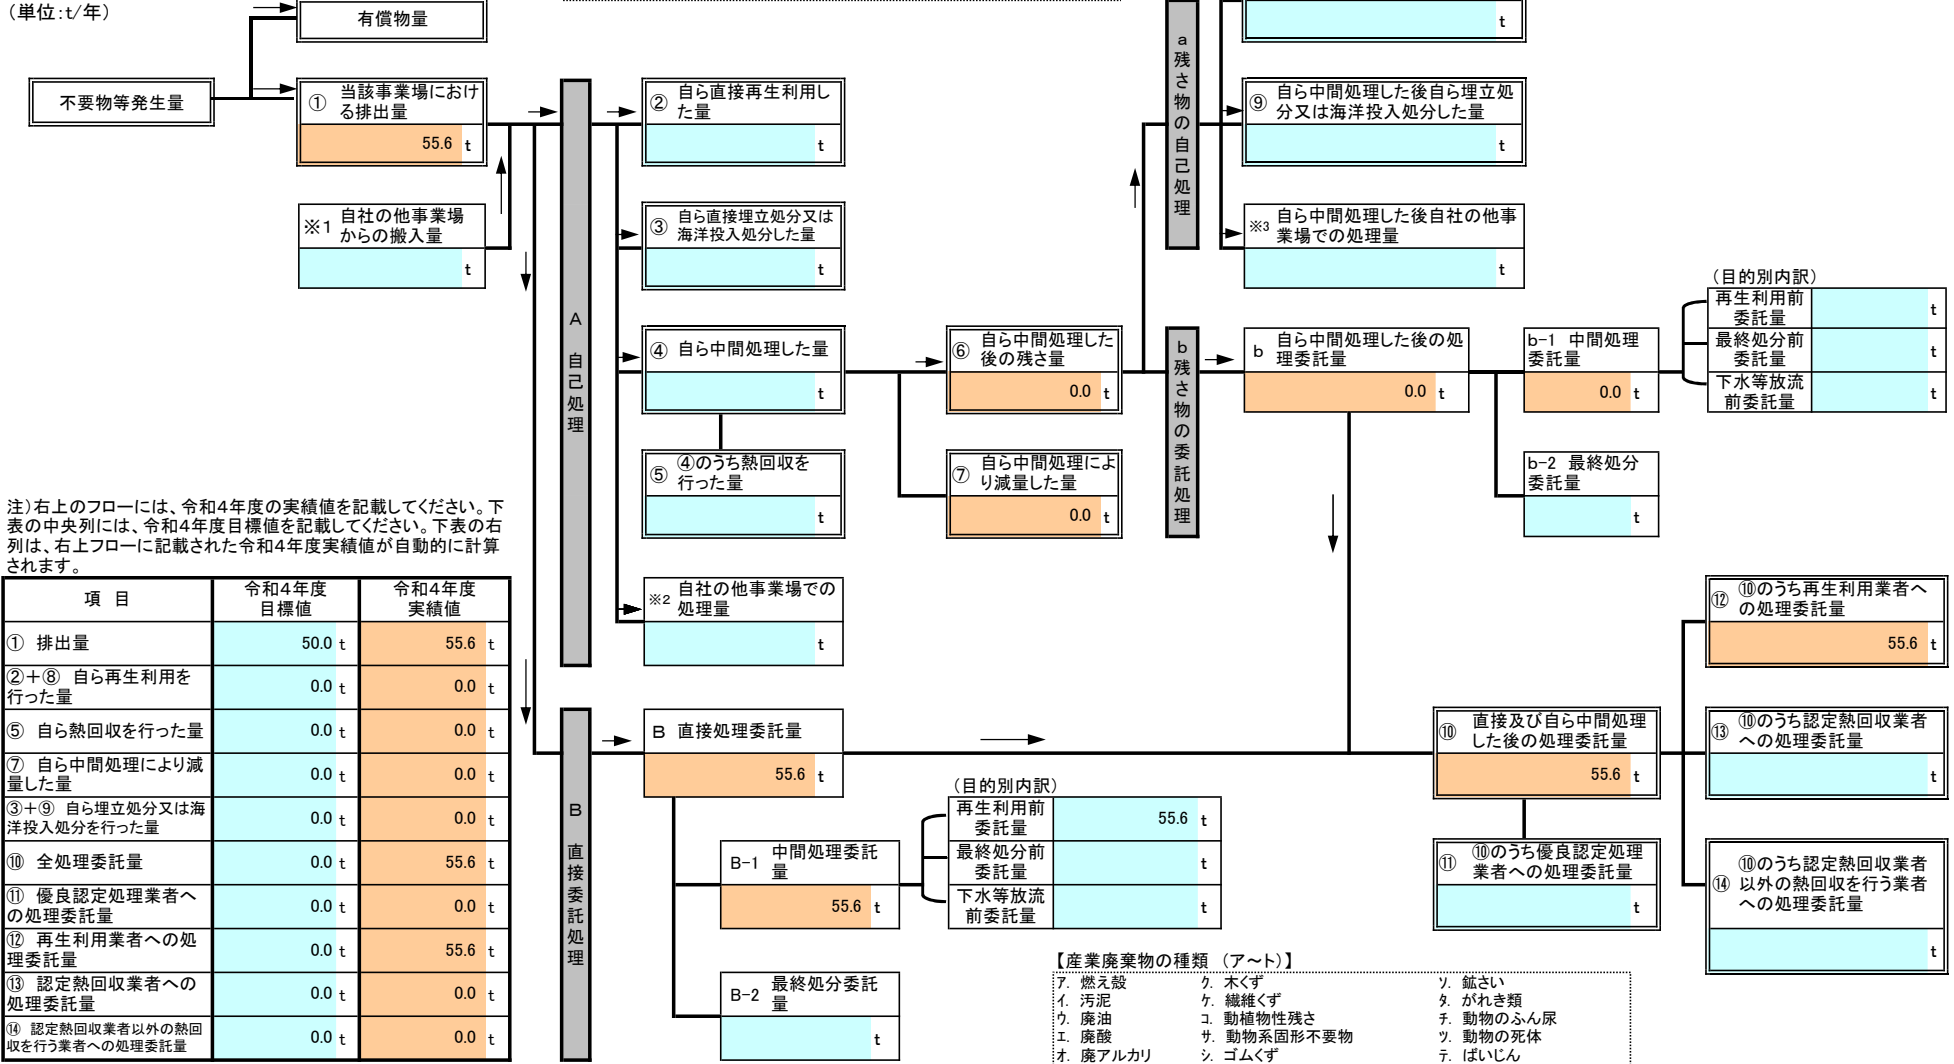 （単位：t/年）
有償物量
不要物等発生量
① 当該事業場におけ
る排出量
55.6 t
※1 自社の他事業場
からの搬入量
t
A
自
己
処
理
② 自ら直接再生利用し
た量
t
③ 自ら直接埋立処分又は
海洋投入処分した量
t
④ 自ら中間処理した量
t
⑤ ④のうち熱回収を
行った量
t
※2 自社の他事業場での
処理量
t
⑥ 自ら中間処理した
後の残さ量
0.0 t
⑦ 自ら中間処理によ
り減量した量
0.0 t
a
残
さ
物
の
自
己
処
理
t
⑨ 自ら中間処理した後自ら埋立処
分又は海洋投入処分した量
t
※3 自ら中間処理した後自社の他事
業場での処理量
t
b
残
さ
物
の
委
託
処
理
b 自ら中間処理した後の処
理委託量
0.0 t
b-1 中間処理
委託量
0.0 t
b-2 最終処分
委託量
t
（目的別内訳）
再生利用前
委託量 t
最終処分前
委託量 t
下水等放流
前委託量 t
注）右上のフローには、令和４年度の実績値を記載してください。下
表の中央列には、令和４年度目標値を記載してください。下表の右
列は、右上フローに記載された令和４年度実績値が自動的に計算
されます。
項 目 令和４年度 目標値 令和４年度 実績値
① 排出量 50.0 t 55.6 t
②＋⑧ 自ら再生利用を
行った量 0.0 t 0.0 t
⑤ 自ら熱回収を行った量 0.0 t 0.0 t
⑦ 自ら中間処理により減
量した量 0.0 t 0.0 t
③＋⑨ 自ら埋立処分又は海
洋投入処分を行った量 0.0 t 0.0 t
⑩ 全処理委託量 0.0 t 55.6 t
⑪ 優良認定処理業者へ
の処理委託量 0.0 t 0.0 t
⑫ 再生利用業者への処
理委託量 0.0 t 55.6 t
⑬ 認定熱回収業者への
処理委託量 0.0 t 0.0 t
⑭ 認定熱回収業者以外の熱回
収を行う業者への処理委託量 0.0 t 0.0 t
B
直
接
委
託
処
理
B 直接処理委託量
55.6 t
B-1 中間処理委託
量
55.6 t
B-2 最終処分委託
量
t
（目的別内訳）
再生利用前
委託量 55.6 t
最終処分前
委託量 t
下水等放流
前委託量 t
⑩ 直接及び自ら中間処理
した後の処理委託量
55.6 t
⑪ ⑩のうち優良認定処理
業者への処理委託量
t
⑫ ⑩のうち再生利用業者へ
の処理委託量
55.6 t
⑬ ⑩のうち認定熱回収業者
への処理委託量
t
⑭ ⑩のうち認定熱回収業者
以外の熱回収を行う業者
への処理委託量
t
【産業廃棄物の種類 （ア～ト）】
ア. 燃え殻 ク. 木くず ソ. 鉱さい
イ. 汚泥 ケ. 繊維くず タ. がれき類
ウ. 廃油 コ. 動植物性残さ チ. 動物のふん尿
エ. 廃酸 サ. 動物系固形不要物 ツ. 動物の死体
オ. 廃アルカリ シ. ゴムくず テ. ばいじん